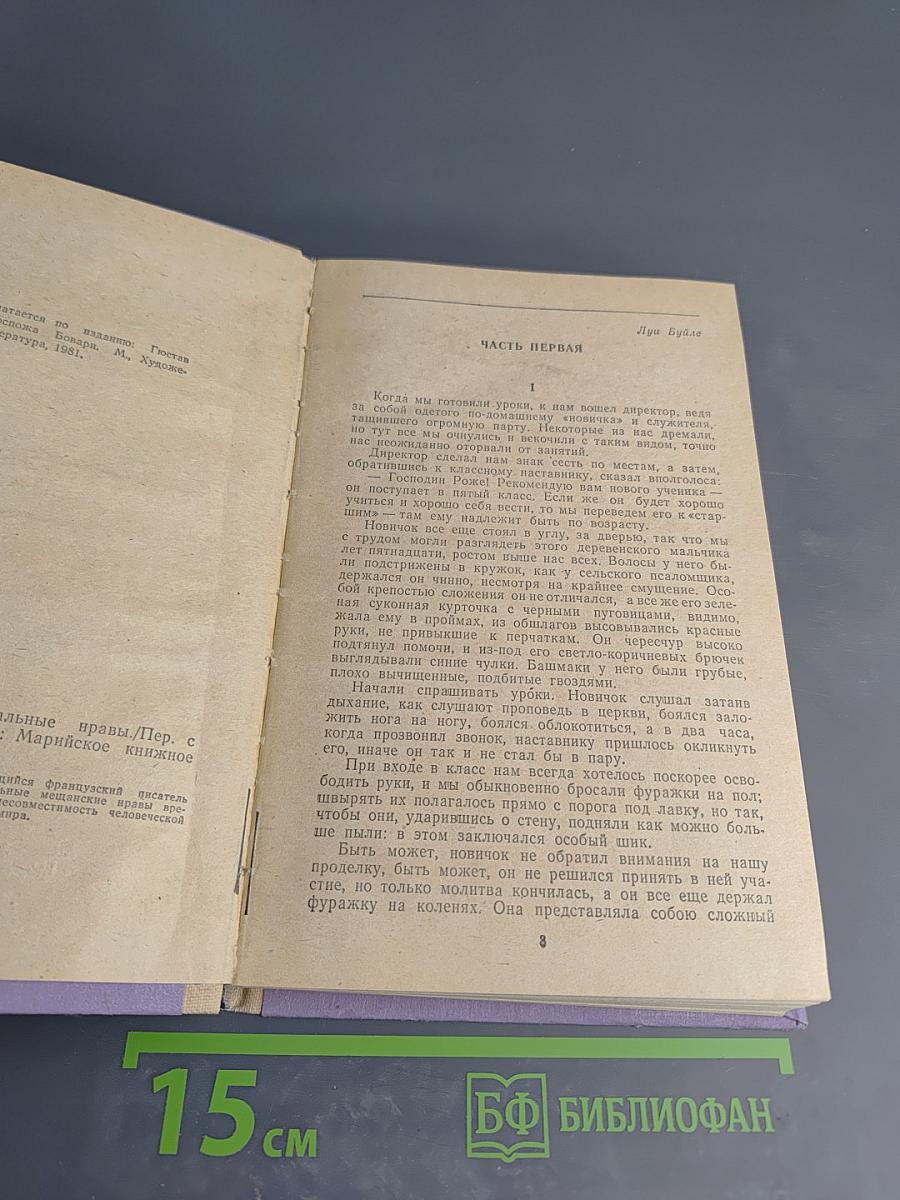 чатается по изданию: Гюстав
оспожа Бовари. М., Художе-
ература, 1981.
альные нравы./Пер. с
: Марийское книжное
щийся французский писатель
ьные мещанские нравы вре-
несовместимость человеческой
мира.
Луи Буйле
ЧАСТЬ ПЕРВАЯ
I
Когда мы готовили уроки, к нам вошел директор, ведя
за собой одетого по-домашнему «новичка» и служителя,
тащившего огромную парту. Некоторые из нас дремали,
но тут все мы очнулись и вскочили с таким видом, точно
нас неожиданно оторвали от занятий.
Директор сделал нам знак сесть по местам, а затем,
обратившись к классному наставнику, сказал вполголоса:
— Господин Роже! Рекомендую вам нового ученика —
он поступает в пятый класс. Если же он будет хорошо
учиться и хорошо себя вести, то мы переведем его к «стар-
шим» — там ему надлежит быть по возрасту.
Новичок все еще стоял в углу, за дверью, так что мы
с трудом могли разглядеть этого деревенского мальчика
лет пятнадцати, ростом выше нас всех. Волосы у него бы-
ли подстрижены в кружок, как у сельского псаломщика,
держался он чинно, несмотря на крайнее смущение. Осо-
бой крепостью сложения он не отличался, а все же его зеле-
ная суконная курточка с черными пуговицами, видимо,
жала ему в проймах, из обшлагов высовывались красные
руки, не привыкшие к перчаткам. Он чересчур высоко
подтянул помочи, и из-под его светло-коричневых брючек
выглядывали синие чулки. Башмаки у него были грубые,
плохо вычищенные, подбитые гвоздями.
Начали спрашивать уроки. Новичок слушал затаив
дыхание, как слушают проповедь в церкви, боялся зало-
жить нога на ногу, боялся облокотиться, а в два часа,
когда прозвонил звонок, наставнику пришлось окликнуть
его, иначе он так и не стал бы в пару.
При входе в класс нам всегда хотелось поскорее осво-
бодить руки, и мы обыкновенно бросали фуражки на пол;
швырять их полагалось прямо с порога под лавку, но так,
чтобы они, ударившись о стену, подняли как можно боль-
ше пыли: в этом заключался особый шик.
Быть может, новичок не обратил внимания на нашу
проделку, быть может, он не решился принять в ней уча-
стие, но только молитва кончилась, а он все еще держал
фуражку на коленях. Она представляла собою сложный
3
15 см
БФ БИБЛИОФАН